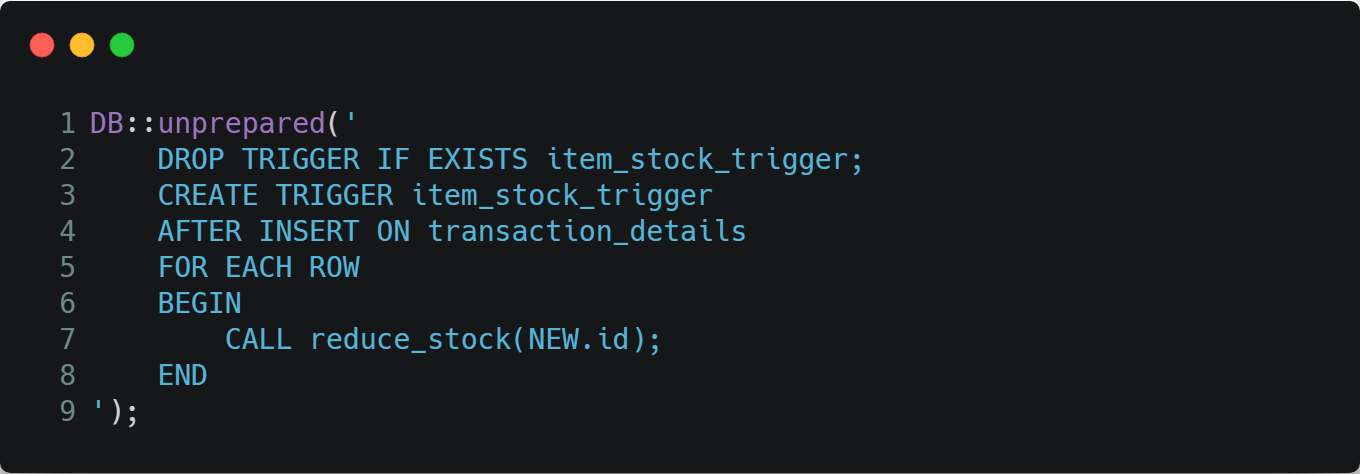 1 DB::unprepared('
2     DROP TRIGGER IF EXISTS item_stock_trigger;
3     CREATE TRIGGER item_stock_trigger
4     AFTER INSERT ON transaction_details
5     FOR EACH ROW
6     BEGIN
7         CALL reduce_stock(NEW.id);
8     END
9 ');